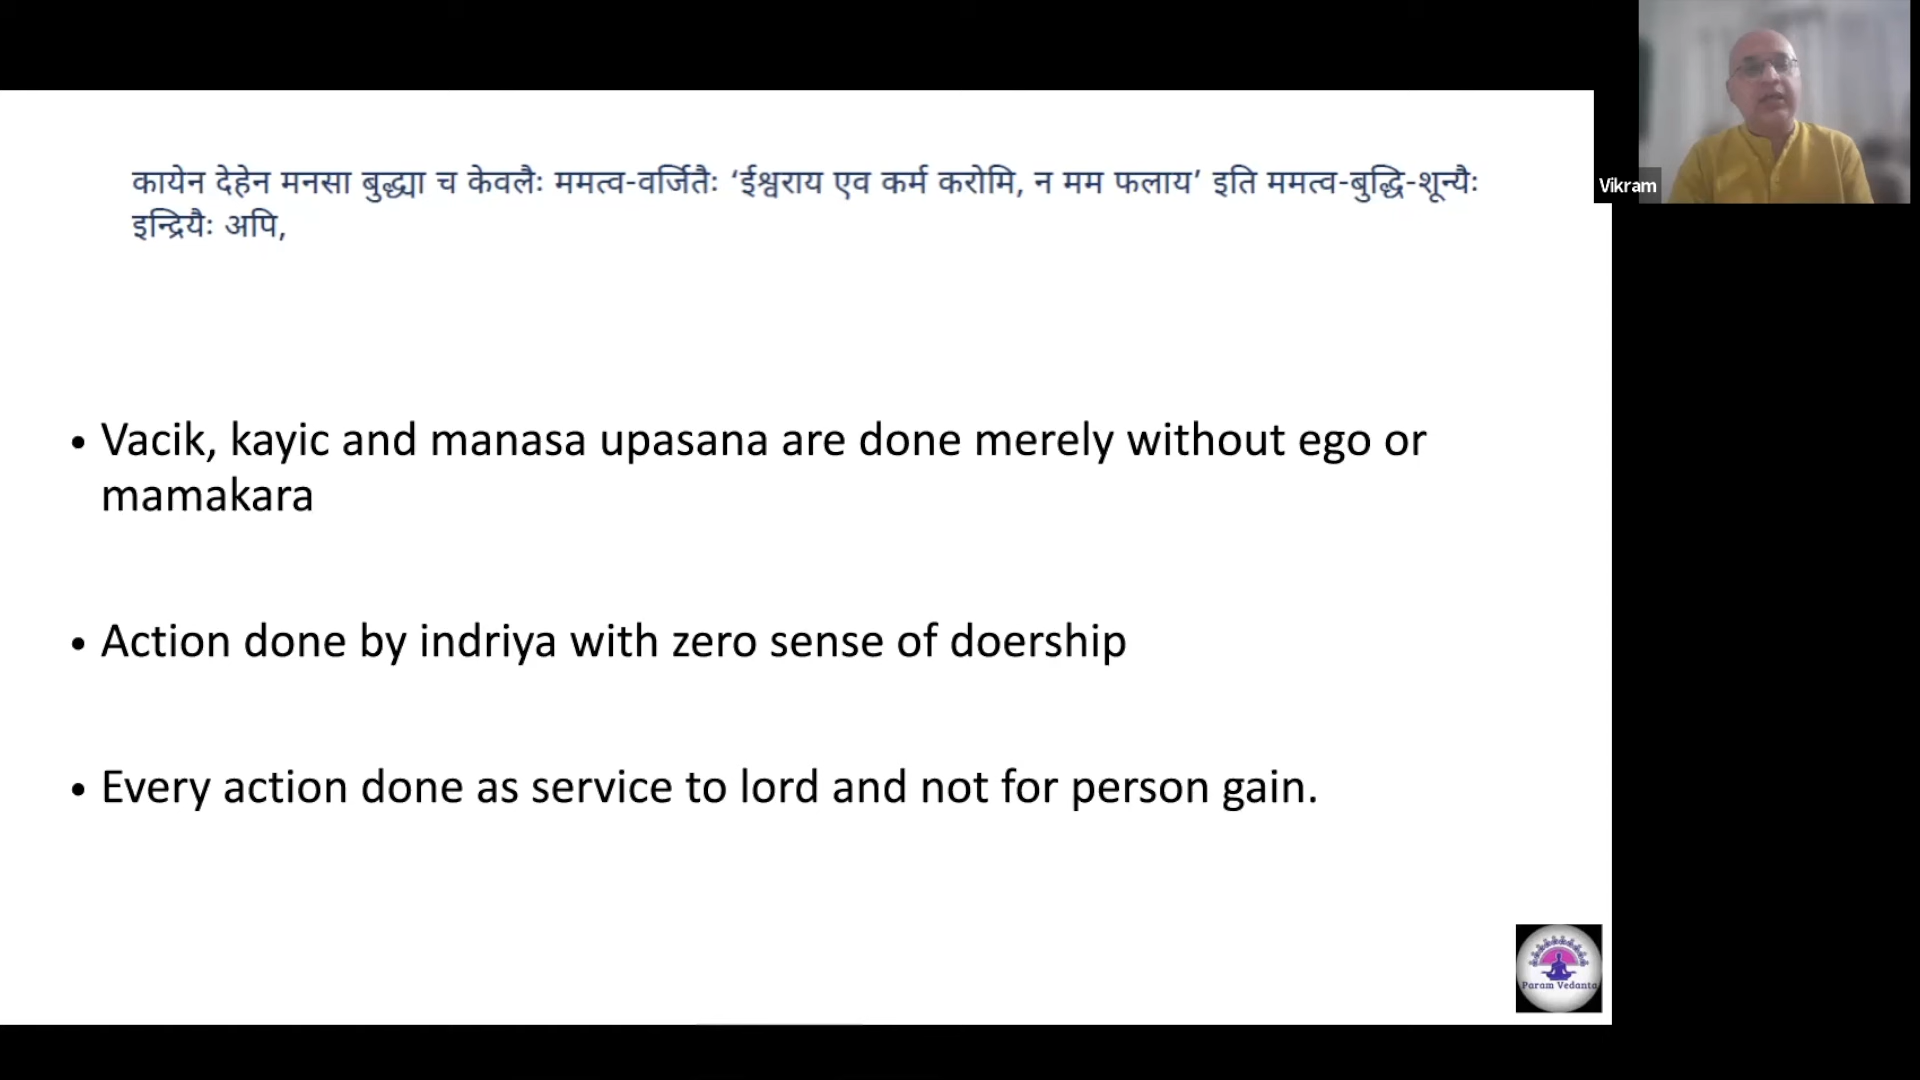 कायेन देहेन मनसा बुद्ध्या च केवलैः ममत्व-वर्जितैः ‘ईश्वराय एव कर्म करोमि, न मम फलाय’ इति ममत्व-बुद्धि-शून्यैः
इन्द्रियैः अपि,
Vikram
• Vacik, kayic and manasa upasana are done merely without ego or
mamakara
• Action done by indriya with zero sense of doership
• Every action done as service to lord and not for person gain.
Param Vedanta